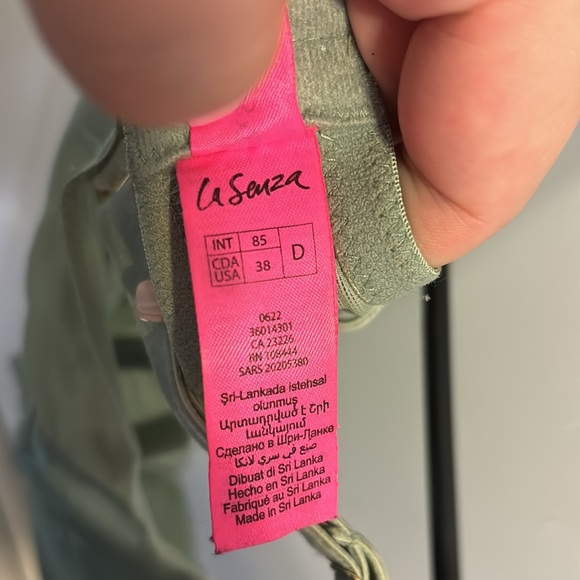 La Senza
INT 85 D
CDA USA 38
0622
36014301
CA 23226
RN 108444
SARS 20205380
Şri-Lankada istehsal
olunmuş
Արտադրված է Շրի
Լանկայում
Сделано в Шри-Ланке
صنع في سري لانكا
Dibuat di Sri Lanka
Hecho en Sri Lanka
Fabriqué au Sri Lanka
Made in Sri Lanka